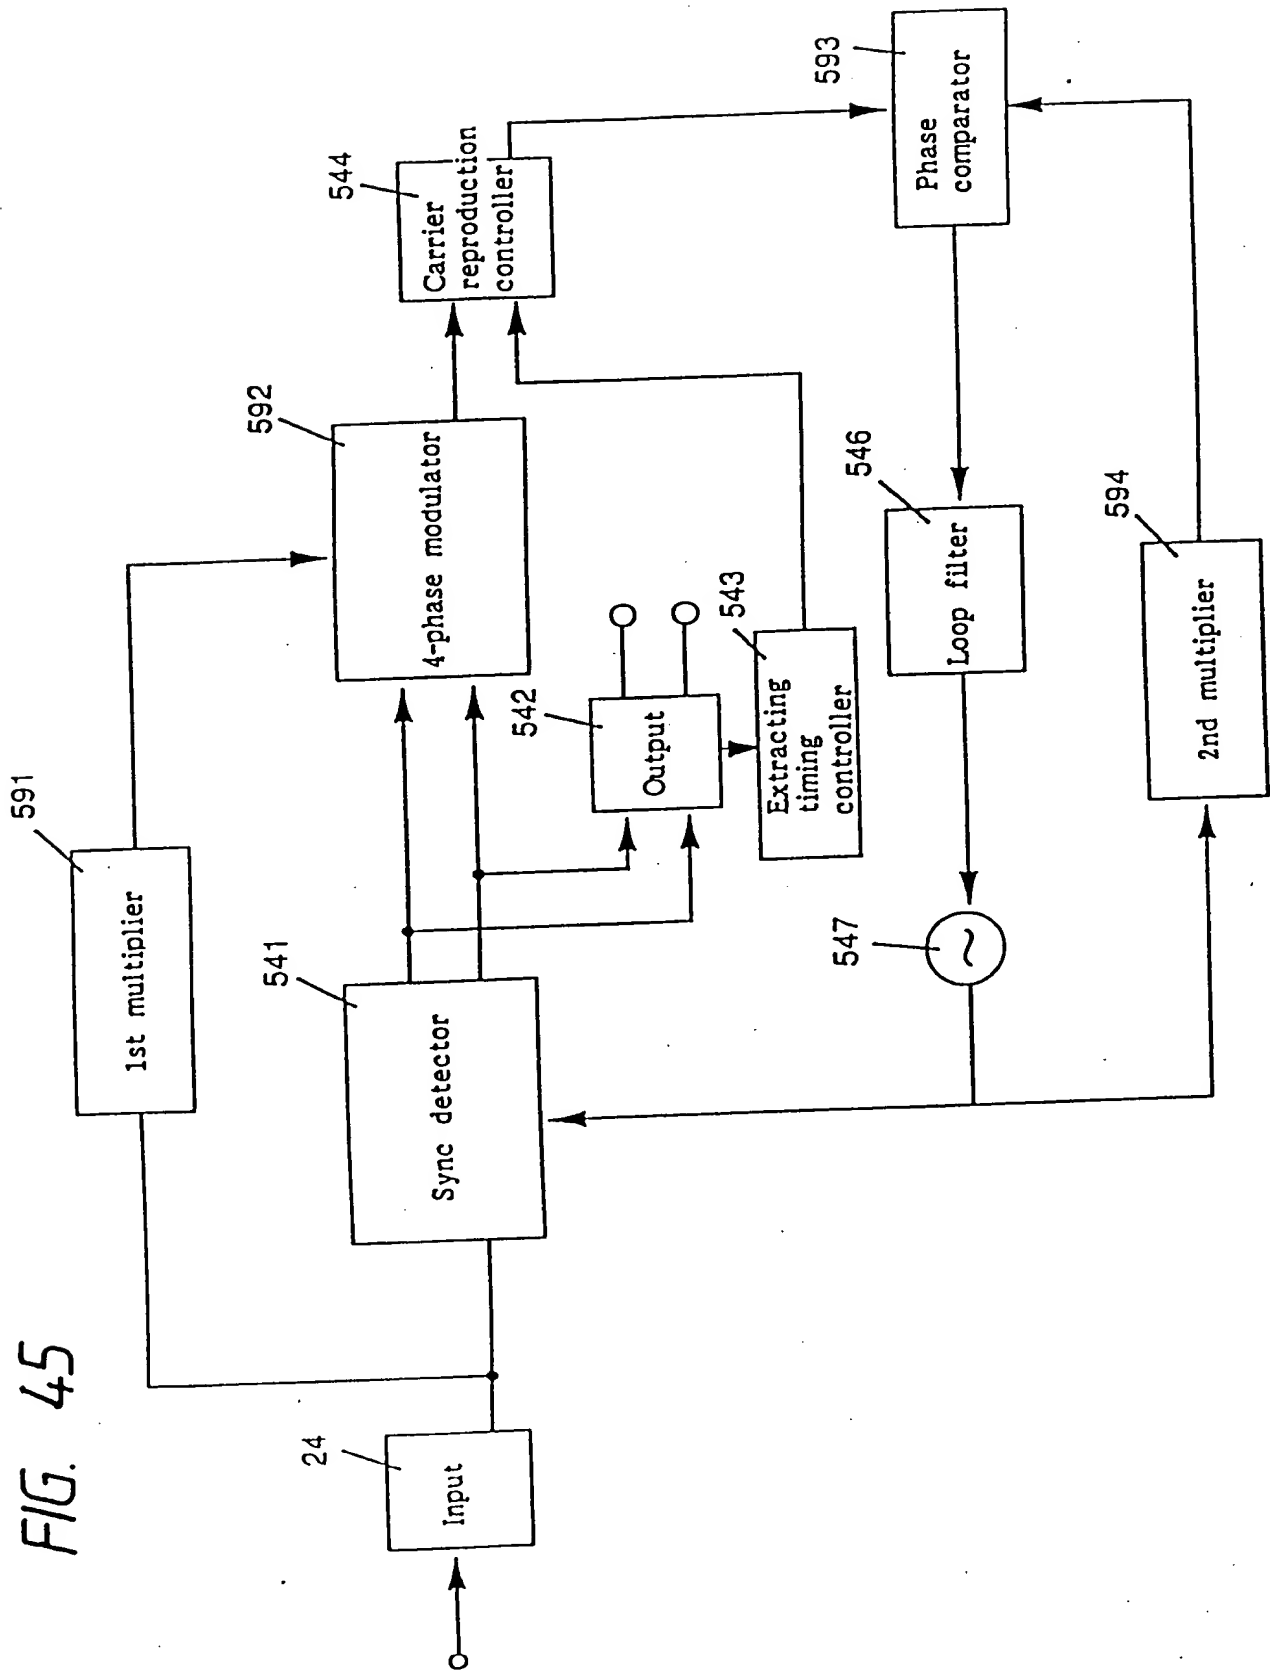 FIG. 45
24
Input
591
1st multiplier
541
Sync detector
592
4-phase modulator
542
Output
543
Extracting
timing
controller
544
Carrier
reproduction
controller
593
Phase
comparator
546
Loop filter
547
~
594
2nd multiplier